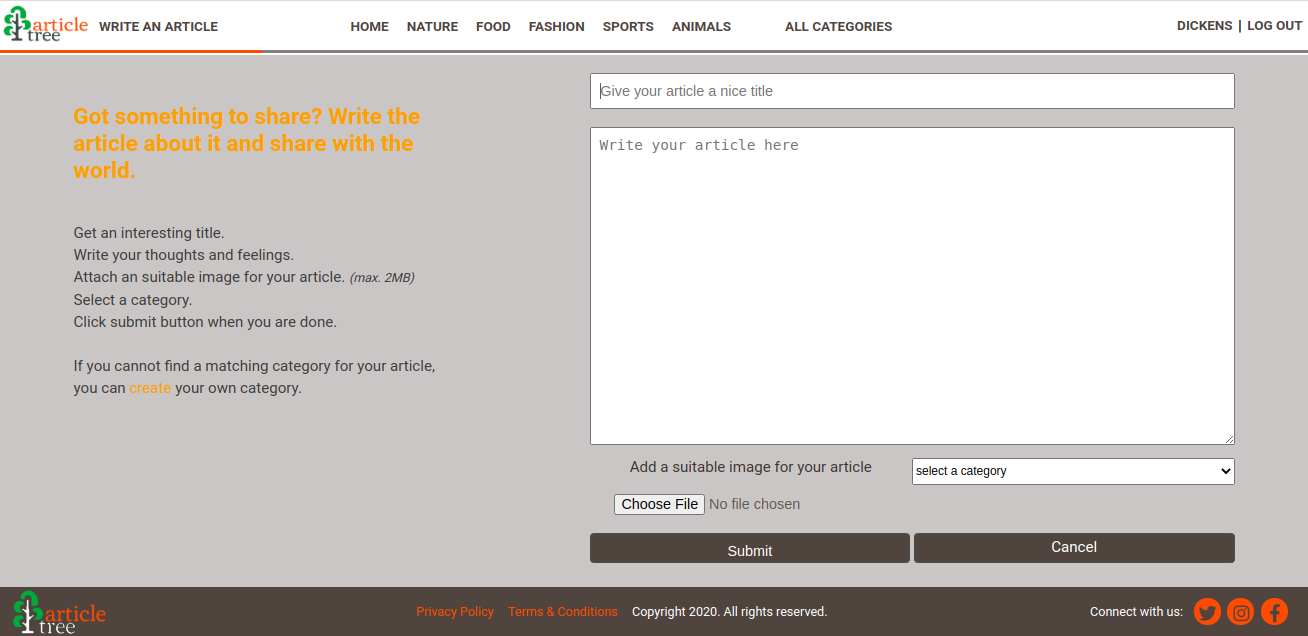 article
tree
WRITE AN ARTICLE
HOME NATURE FOOD FASHION SPORTS ANIMALS ALL CATEGORIES
DICKENS | LOG OUT
Got something to share? Write the
article about it and share with the
world.
Get an interesting title.
Write your thoughts and feelings.
Attach an suitable image for your article. (max. 2MB)
Select a category.
Click submit button when you are done.
If you cannot find a matching category for your article,
you can create your own category.
Give your article a nice title
Write your article here
Add a suitable image for your article
select a category
Choose File No file chosen
Submit
Cancel
article
tree
Privacy Policy Terms & Conditions Copyright 2020. All rights reserved.
Connect with us: